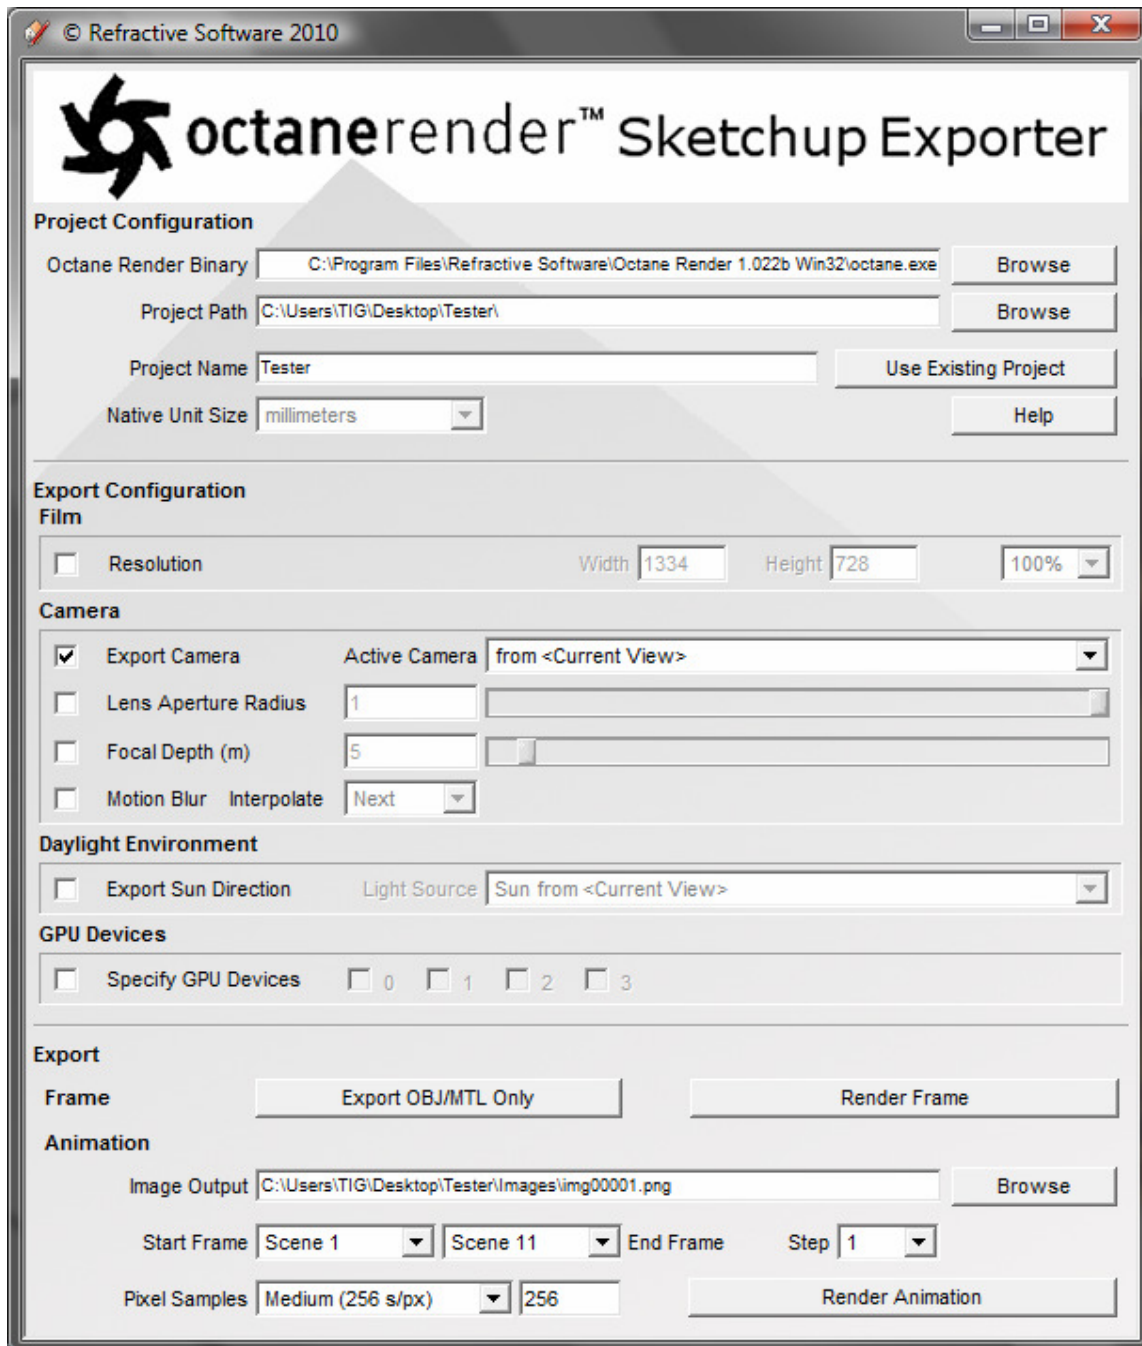 © Refractive Software 2010
octanerender™ Sketchup Exporter
Project Configuration
Octane Render Binary C:\Program Files\Refractive Software\Octane Render 1.022b Win32\octane.exe Browse
Project Path C:\Users\TIG\Desktop\Tester\ Browse
Project Name Tester Use Existing Project
Native Unit Size millimeters Help
Export Configuration
Film
Resolution Width 1334 Height 728 100%
Camera
Export Camera Active Camera from <Current View>
Lens Aperture Radius 1
Focal Depth (m) 5
Motion Blur Interpolate Next
Daylight Environment
Export Sun Direction Light Source Sun from <Current View>
GPU Devices
Specify GPU Devices 0 1 2 3
Export
Frame Export OBJ/MTL Only Render Frame
Animation
Image Output C:\Users\TIG\Desktop\Tester\Images\img00001.png Browse
Start Frame Scene 1 Scene 11 End Frame Step 1
Pixel Samples Medium (256 s/px) 256 Render Animation